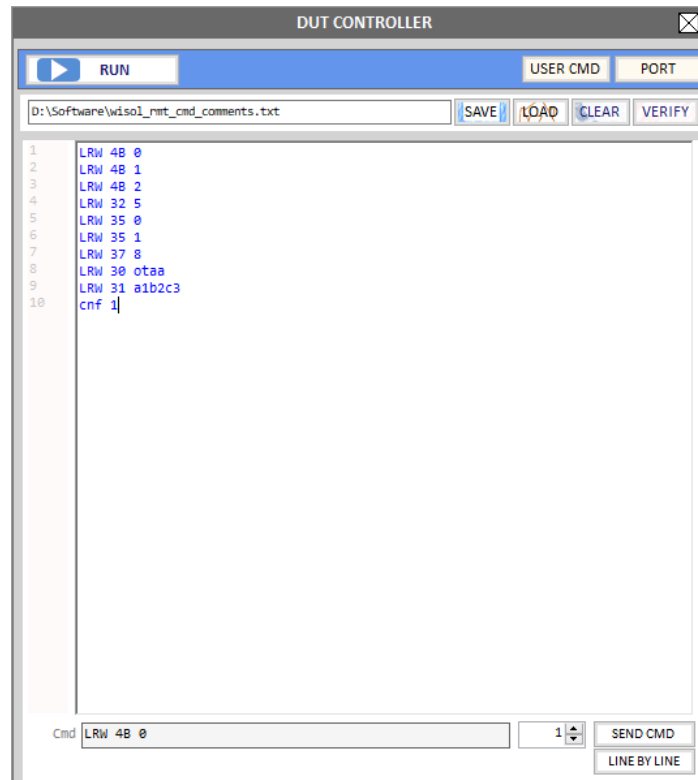 DUT CONTROLLER
RUN USER CMD PORT
D:\Software\wisol_rmt_cmd_comments.txt SAVE LOAD CLEAR VERIFY
1 LRW 4B 0
2 LRW 4B 1
3 LRW 4B 2
4 LRW 32 5
5 LRW 35 0
6 LRW 35 1
7 LRW 37 8
8 LRW 30 otaa
9 LRW 31 a1b2c3
10 cnf 1
Cmd LRW 4B 0 1 SEND CMD
LINE BY LINE